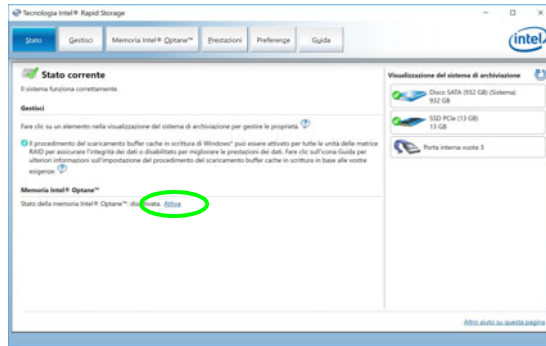 Tecnologia Intel® Rapid Storage
Stato
Gestisci
Memoria Intel® Optane™
Prestazioni
Preferenze
Guida
intel
Stato corrente
Il sistema funziona correttamente.
Gestisci
Fare clic su un elemento nella visualizzazione del sistema di archiviazione per gestire le proprietà.
Il procedimento del scaricamento buffer cache in scrittura di Windows* può essere attivato per tutte le unità delle matrice
RAID per assicurare l'integrità dei dati o disabilitato per migliorare le prestazioni dei dati. Fare clic sull'icona Guida per
ulteriori informazioni sull'impostazione del procedimento del scaricamento buffer cache in scrittura in base alle vostre
esigenze.
Memoria Intel® Optane™
Stato della memoria Intel® Optane™: disattivata. Attiva
Visualizzazione del sistema di archiviazione
Disco SATA (932 GB) (Sistema)
932 GB
SSD PCIe (13 GB)
13 GB
Porta interna vuota 3
Altro aiuto su questa pagina